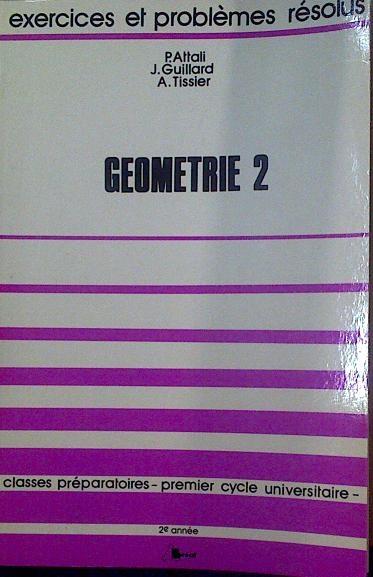 exercices et problèmes résolus
P.Attali
J.Guillard
A.Tissier
GEOMETRIE 2
classes préparatoires - premier cycle universitaire -
2e année